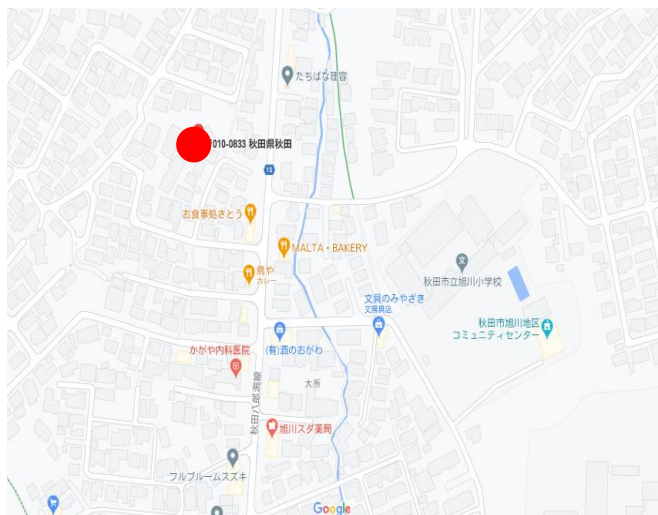 たちばな理容
010-0833 秋田県秋田
15
お食事処さとう
MALTA・BAKERY
鳥や
カレー
秋田市立旭川小学校
文具のみやざき
文房具店
秋田市旭川地区
コミュニティセンター
(有)酒のおがわ
かがや内科医院
大所
秋田八郎潟線
旭川スダ薬局
フルブルームスズキ
Google